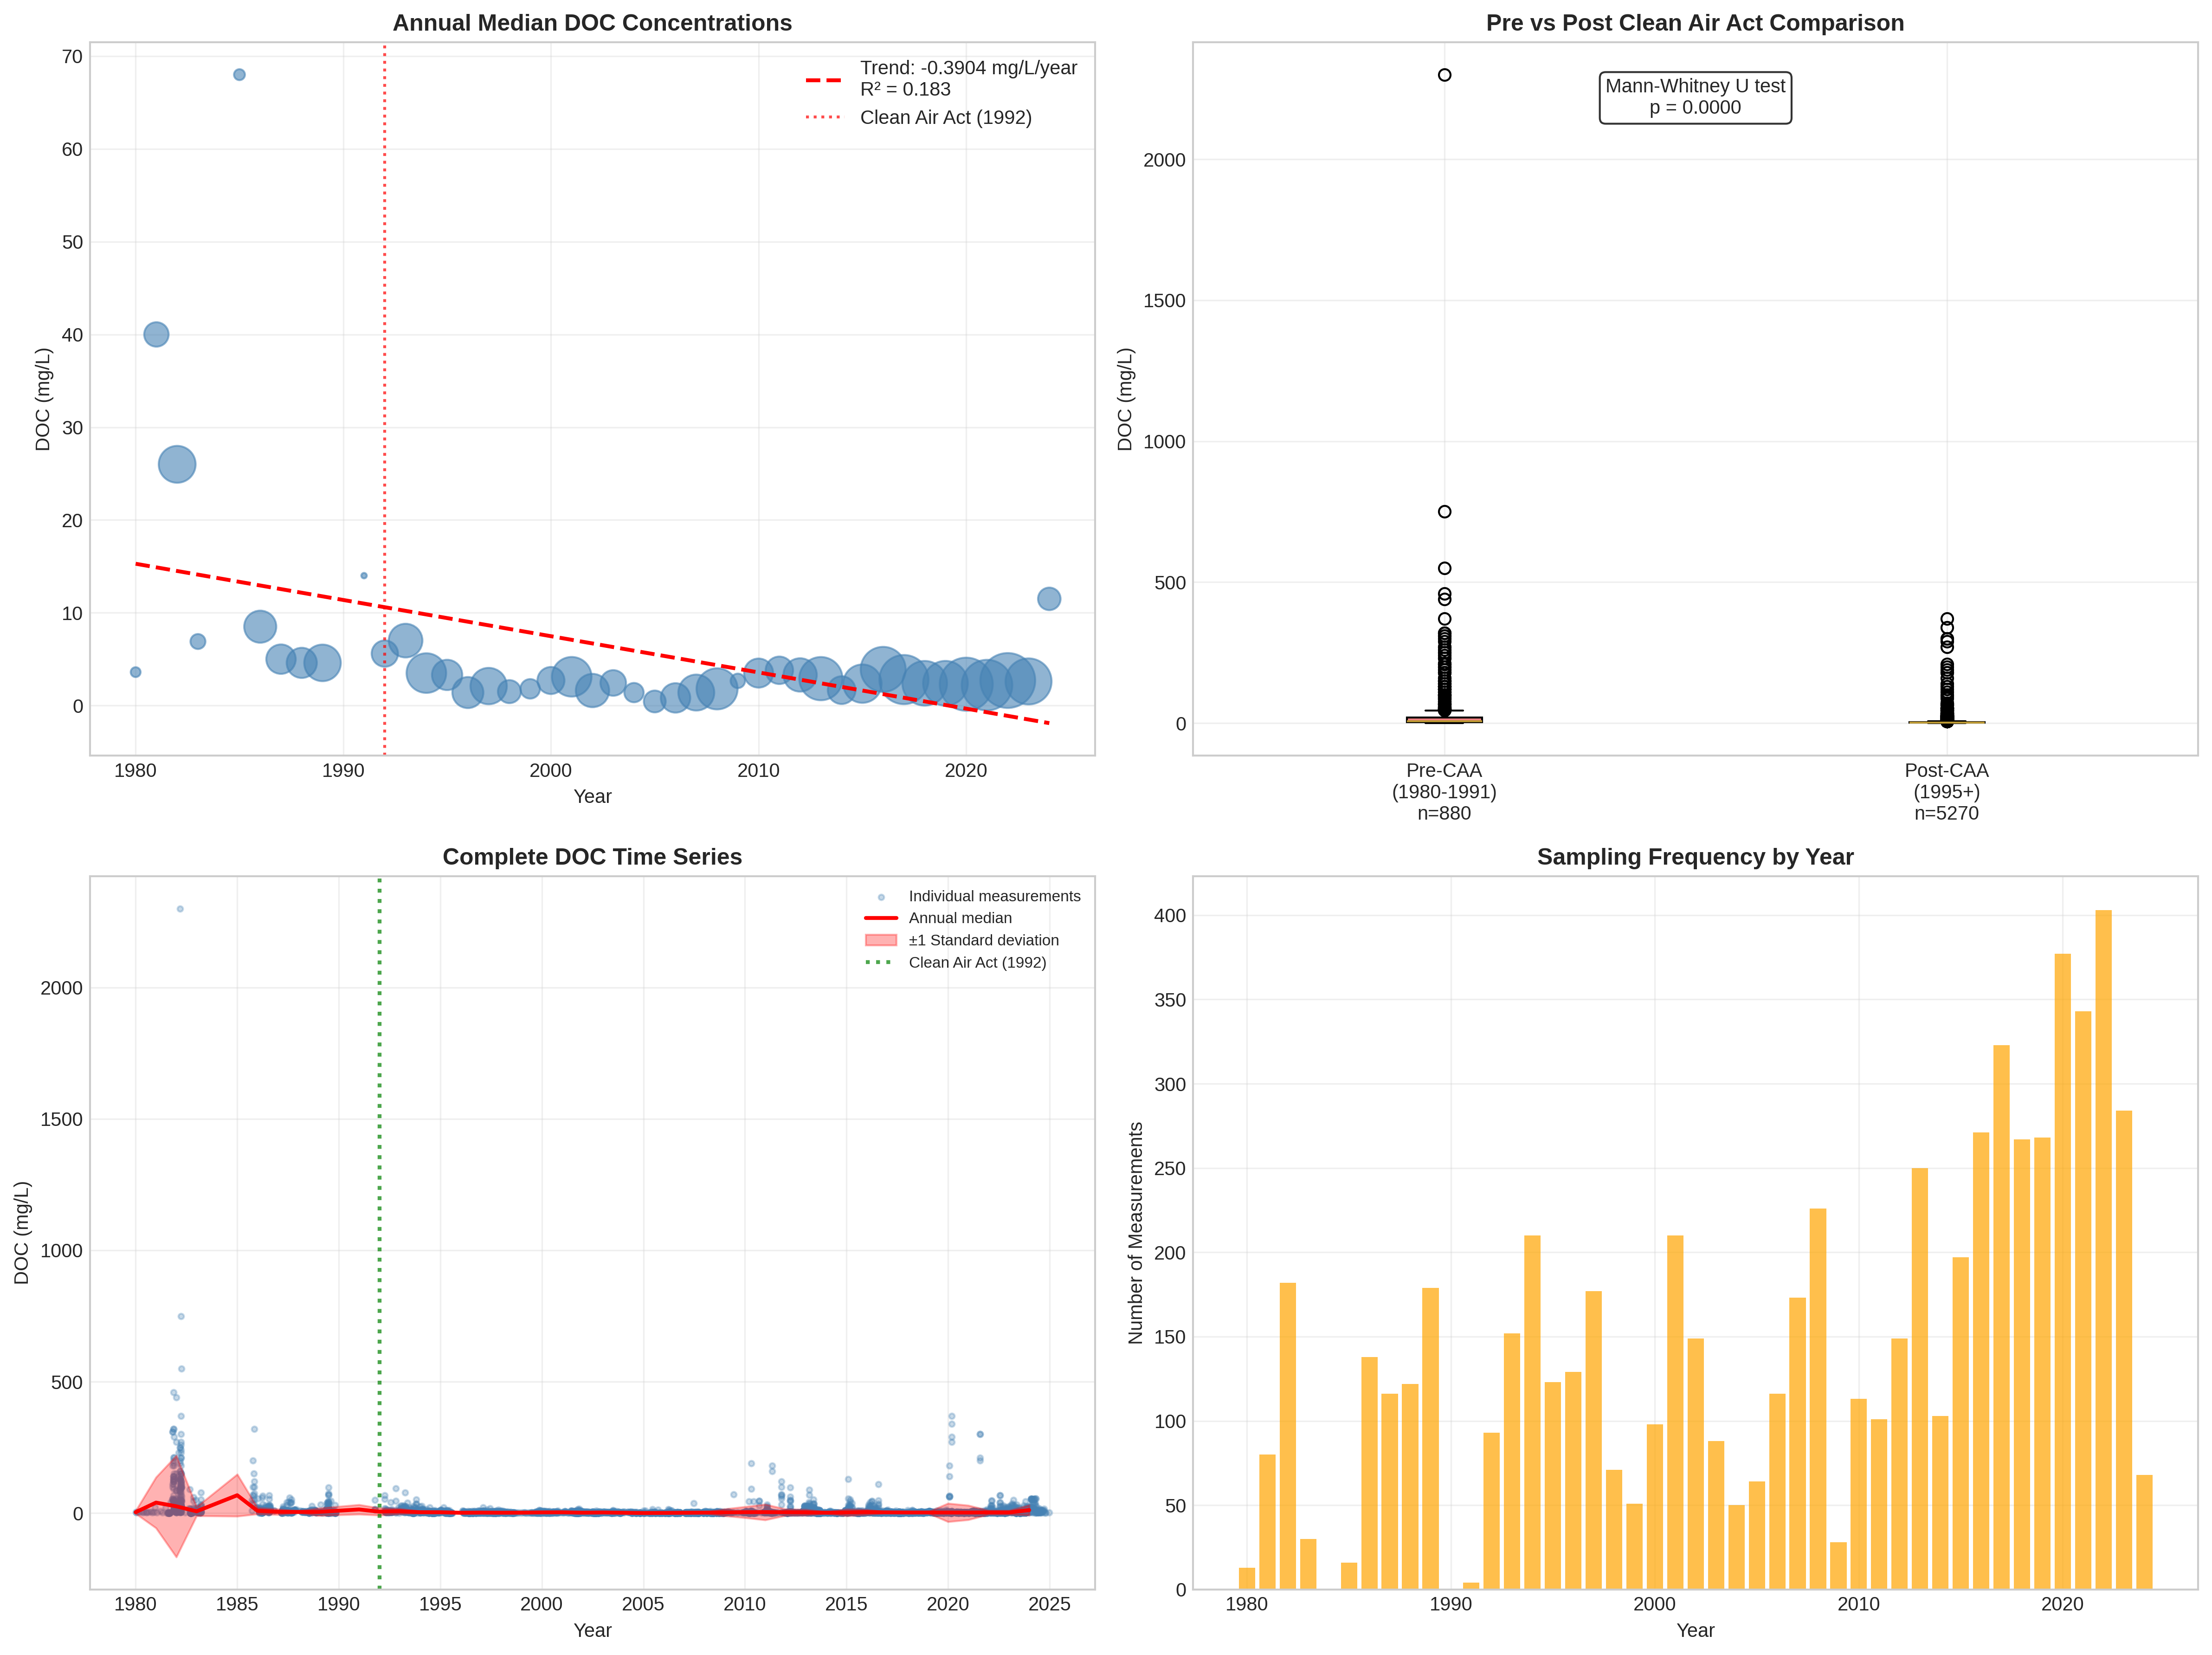 Annual Median DOC Concentrations
70
60
50
40
30
20
10
0
DOC (mg/L)
Trend: -0.3904 mg/L/year
R² = 0.183
Clean Air Act (1992)
1980 1990 2000 2010 2020
Year
Pre vs Post Clean Air Act Comparison
Mann-Whitney U test
p = 0.0000
2000
1500
1000
500
0
DOC (mg/L)
Pre-CAA
(1980-1991)
n=880
Post-CAA
(1995+)
n=5270
Complete DOC Time Series
Individual measurements
Annual median
±1 Standard deviation
Clean Air Act (1992)
2000
1500
1000
500
0
DOC (mg/L)
1980 1985 1990 1995 2000 2005 2010 2015 2020 2025
Year
Sampling Frequency by Year
400
350
300
250
200
150
100
50
0
Number of Measurements
1980 1990 2000 2010 2020
Year